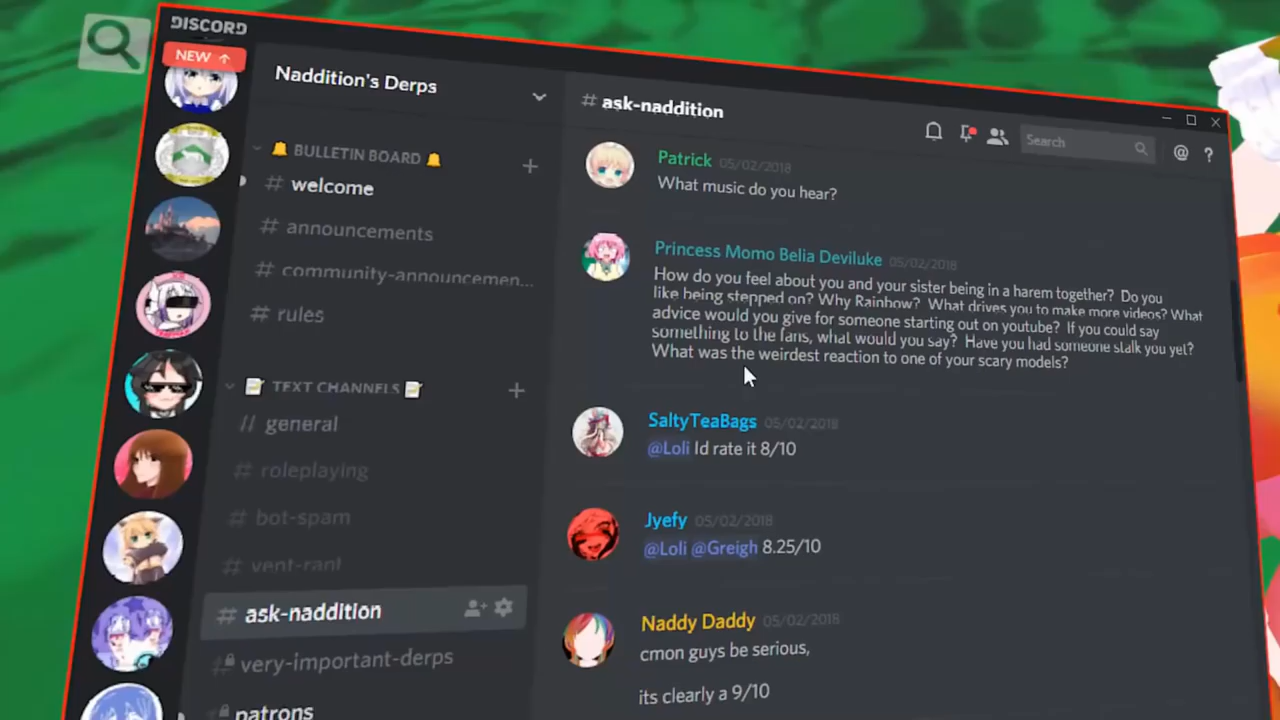 DISCORD
NEW ↑
Naddition's Derps
🔔 BULLETIN BOARD 🔔
# welcome
# announcements
# community-announcemen...
# rules
📝 TEXT CHANNELS 📝
general
# roleplaying
# bot-spam
# vent-rant
# ask-naddition
very-important-derps
patrons
# ask-naddition
Search
@ ?
Patrick 05/02/2018
What music do you hear?
Princess Momo Belia Deviluke 05/02/2018
How do you feel about you and your sister being in a harem together? Do you
like being stepped on? Why Rainbow? What drives you to make more videos? What
advice would you give for someone starting out on youtube? If you could say
something to the fans, what would you say? Have you had someone stalk you yet?
What was the weirdest reaction to one of your scary models?
SaltyTeaBags 05/02/2018
@Loli Id rate it 8/10
Jyefy 05/02/2018
@Loli @Greigh 8.25/10
Naddy Daddy 05/02/2018
cmon guys be serious,
its clearly a 9/10